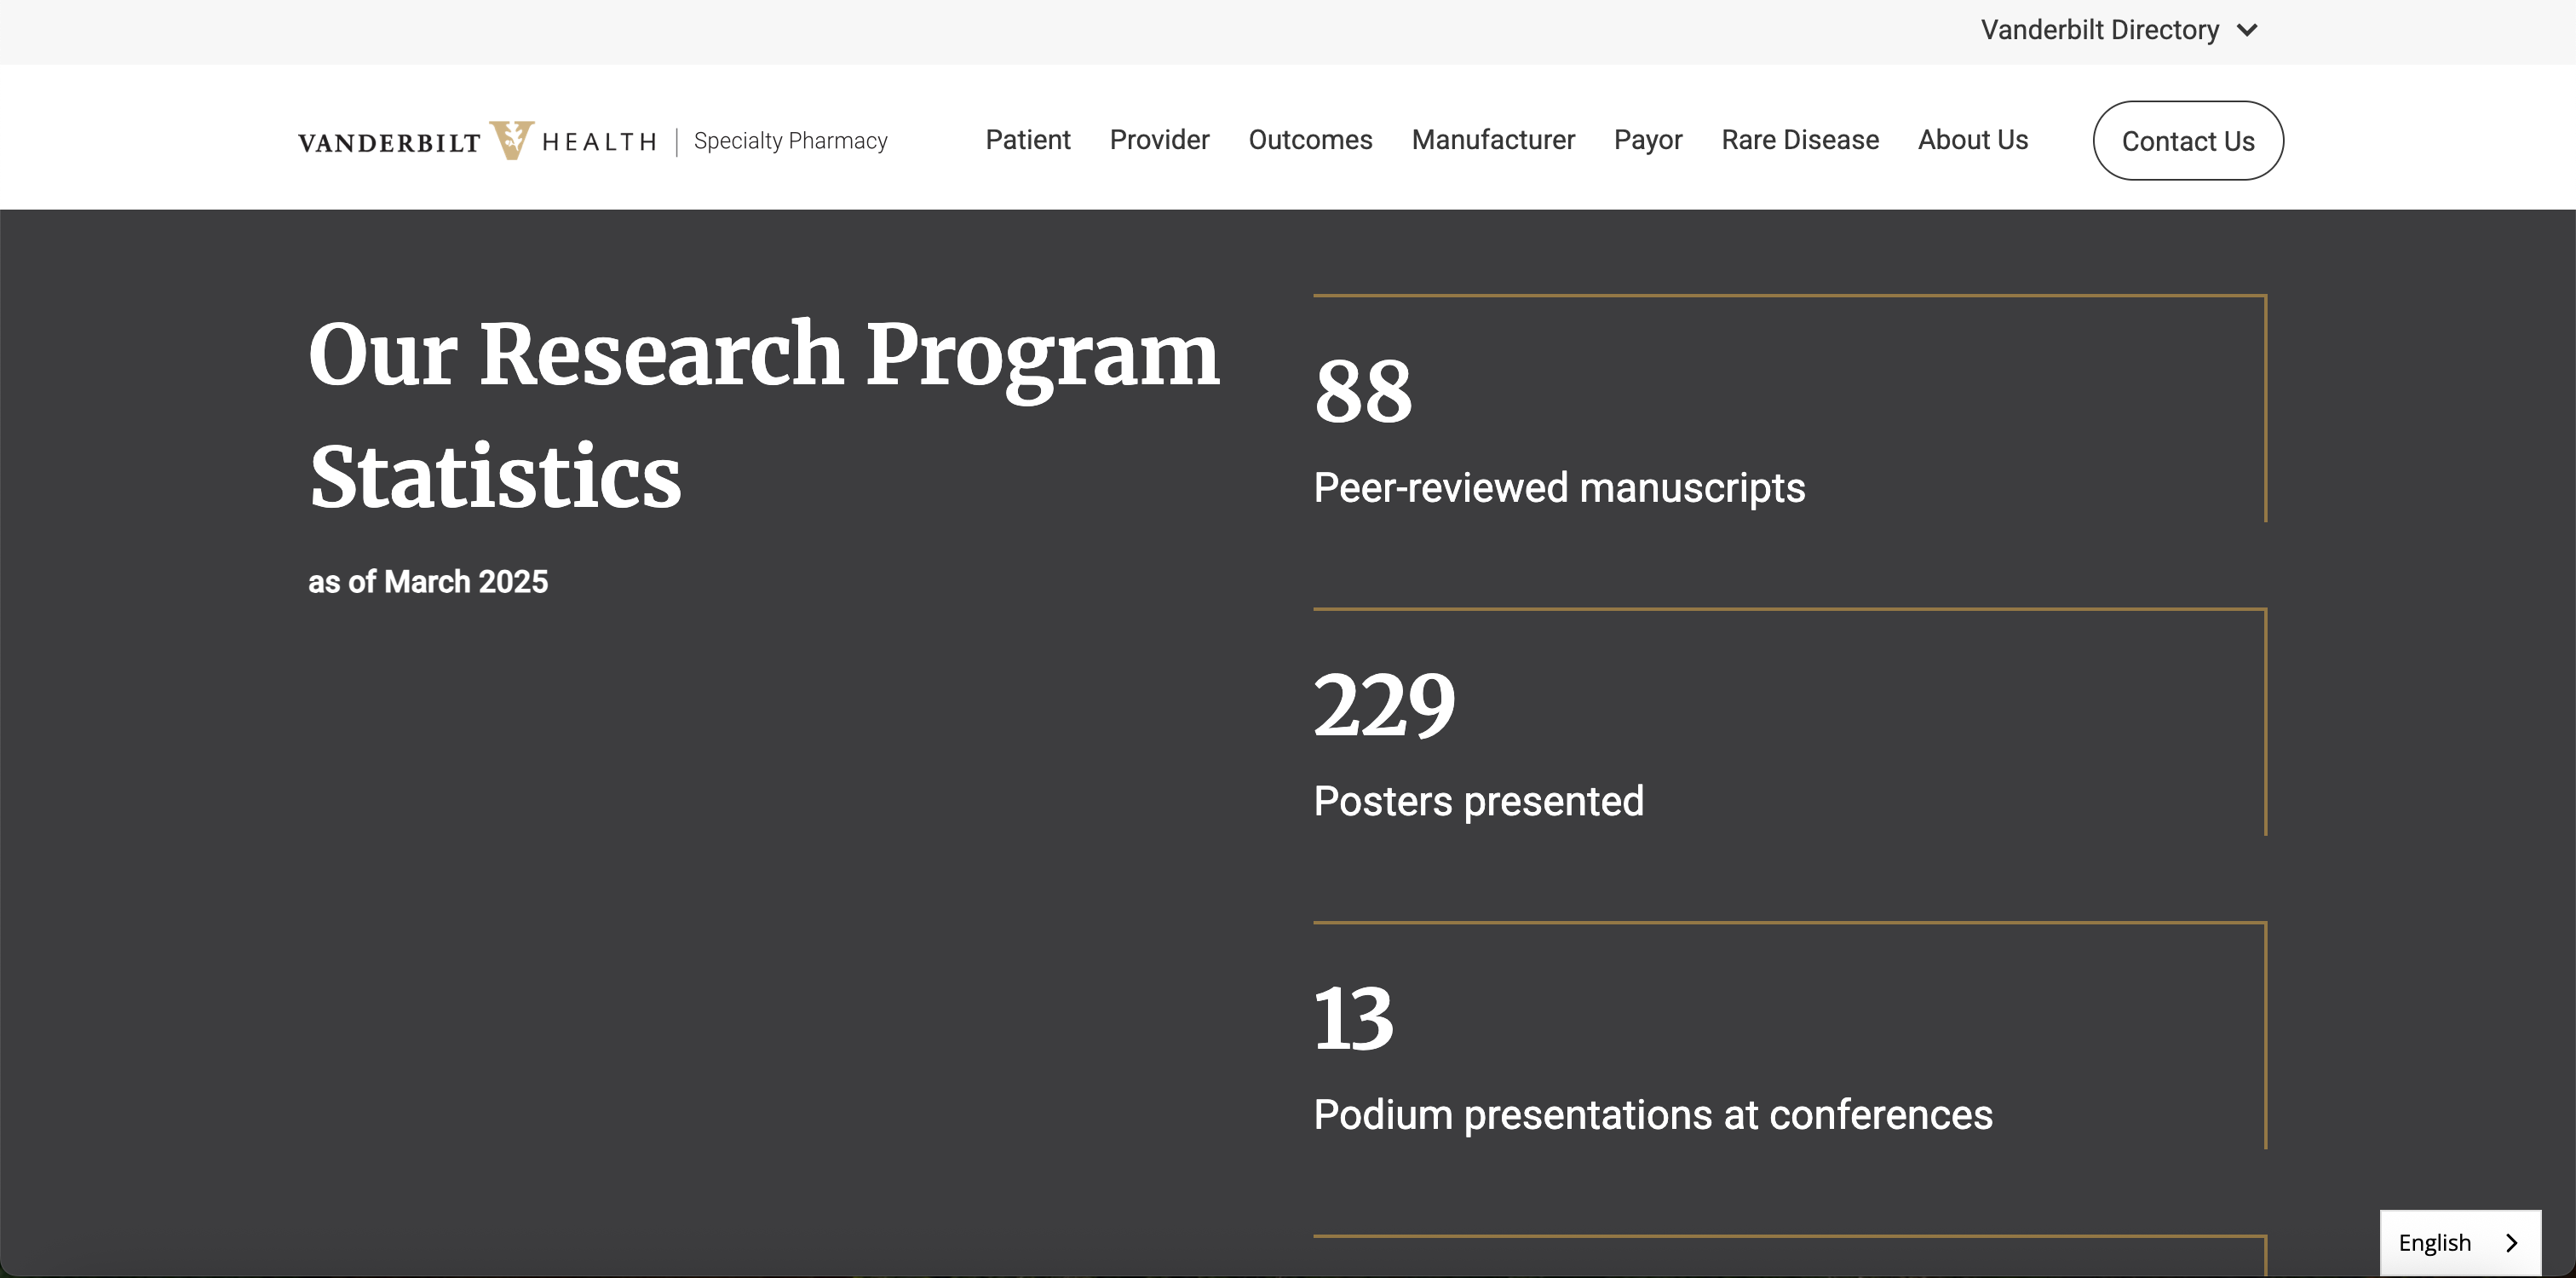 Vanderbilt Directory
VANDERBILT HEALTH Specialty Pharmacy
Patient
Provider
Outcomes
Manufacturer
Payor
Rare Disease
About Us
Contact Us
Our Research Program
Statistics
as of March 2025
88
Peer-reviewed manuscripts
229
Posters presented
13
Podium presentations at conferences
English